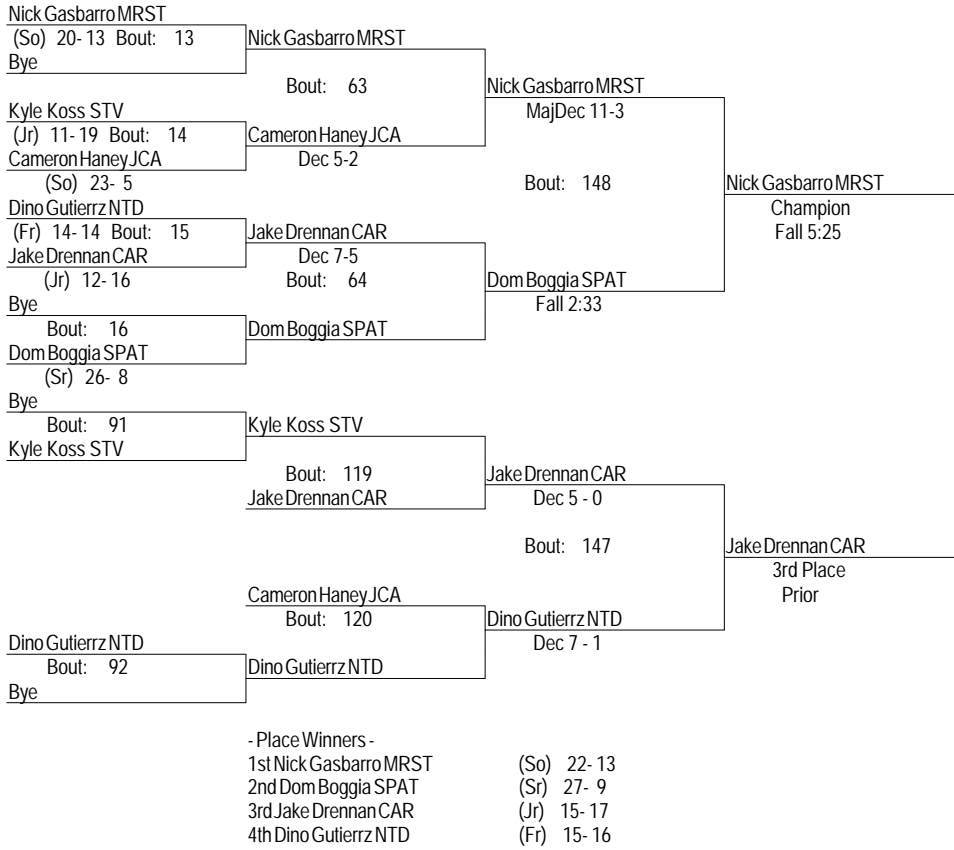 Nick Gasbarro MRST
(So) 20-13 Bout: 13 Nick Gasbarro MRST
Bye
Bout: 63 Nick Gasbarro MRST
Kyle Koss STV MajDec 11-3
(Jr) 11-19 Bout: 14 Cameron Haney JCA
Cameron Haney JCA Dec 5-2
(So) 23- 5 Bout: 148 Nick Gasbarro MRST
Dino Gutierrz NTD Champion
(Fr) 14-14 Bout: 15 Jake Drennan CAR Fall 5:25
Jake Drennan CAR Dec 7-5
(Jr) 12-16 Bout: 64 Dom Boggia SPAT
Bye Fall 2:33
Bout: 16 Dom Boggia SPAT
Dom Boggia SPAT
(Sr) 26- 8
Bye
Bout: 91 Kyle Koss STV
Kyle Koss STV
Bout: 119 Jake Drennan CAR
Jake Drennan CAR Dec 5 - 0
Bout: 147 Jake Drennan CAR
3rd Place
Cameron Haney JCA Prior
Bout: 120 Dino Gutierrz NTD
Dino Gutierrz NTD Dec 7 - 1
Bout: 92 Dino Gutierrz NTD
Bye
- Place Winners -
1st Nick Gasbarro MRST (So) 22-13
2nd Dom Boggia SPAT (Sr) 27- 9
3rd Jake Drennan CAR (Jr) 15-17
4th Dino Gutierrz NTD (Fr) 15-16